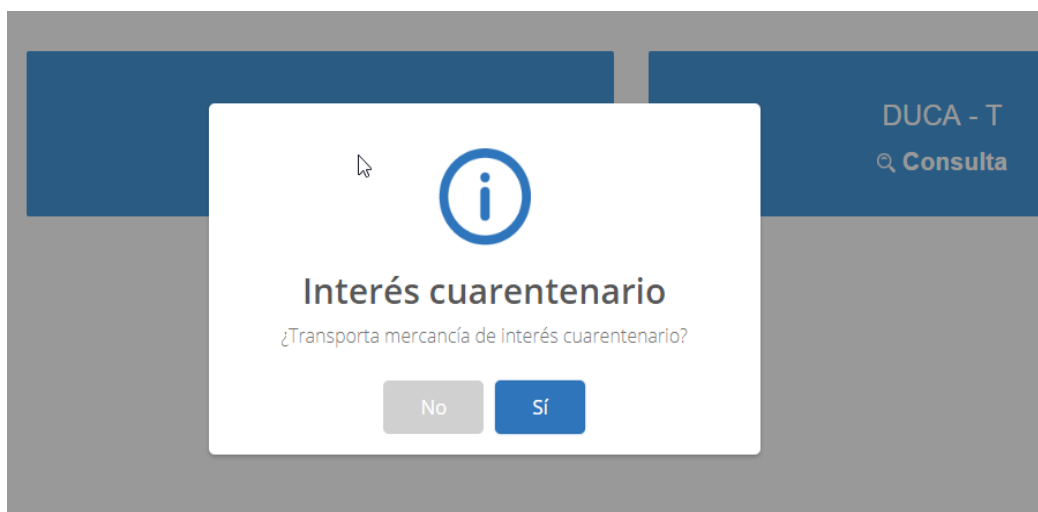 DUCA - T
Consulta
Interés cuarentenario
¿Transporta mercancía de interés cuarentenario?
No
Sí